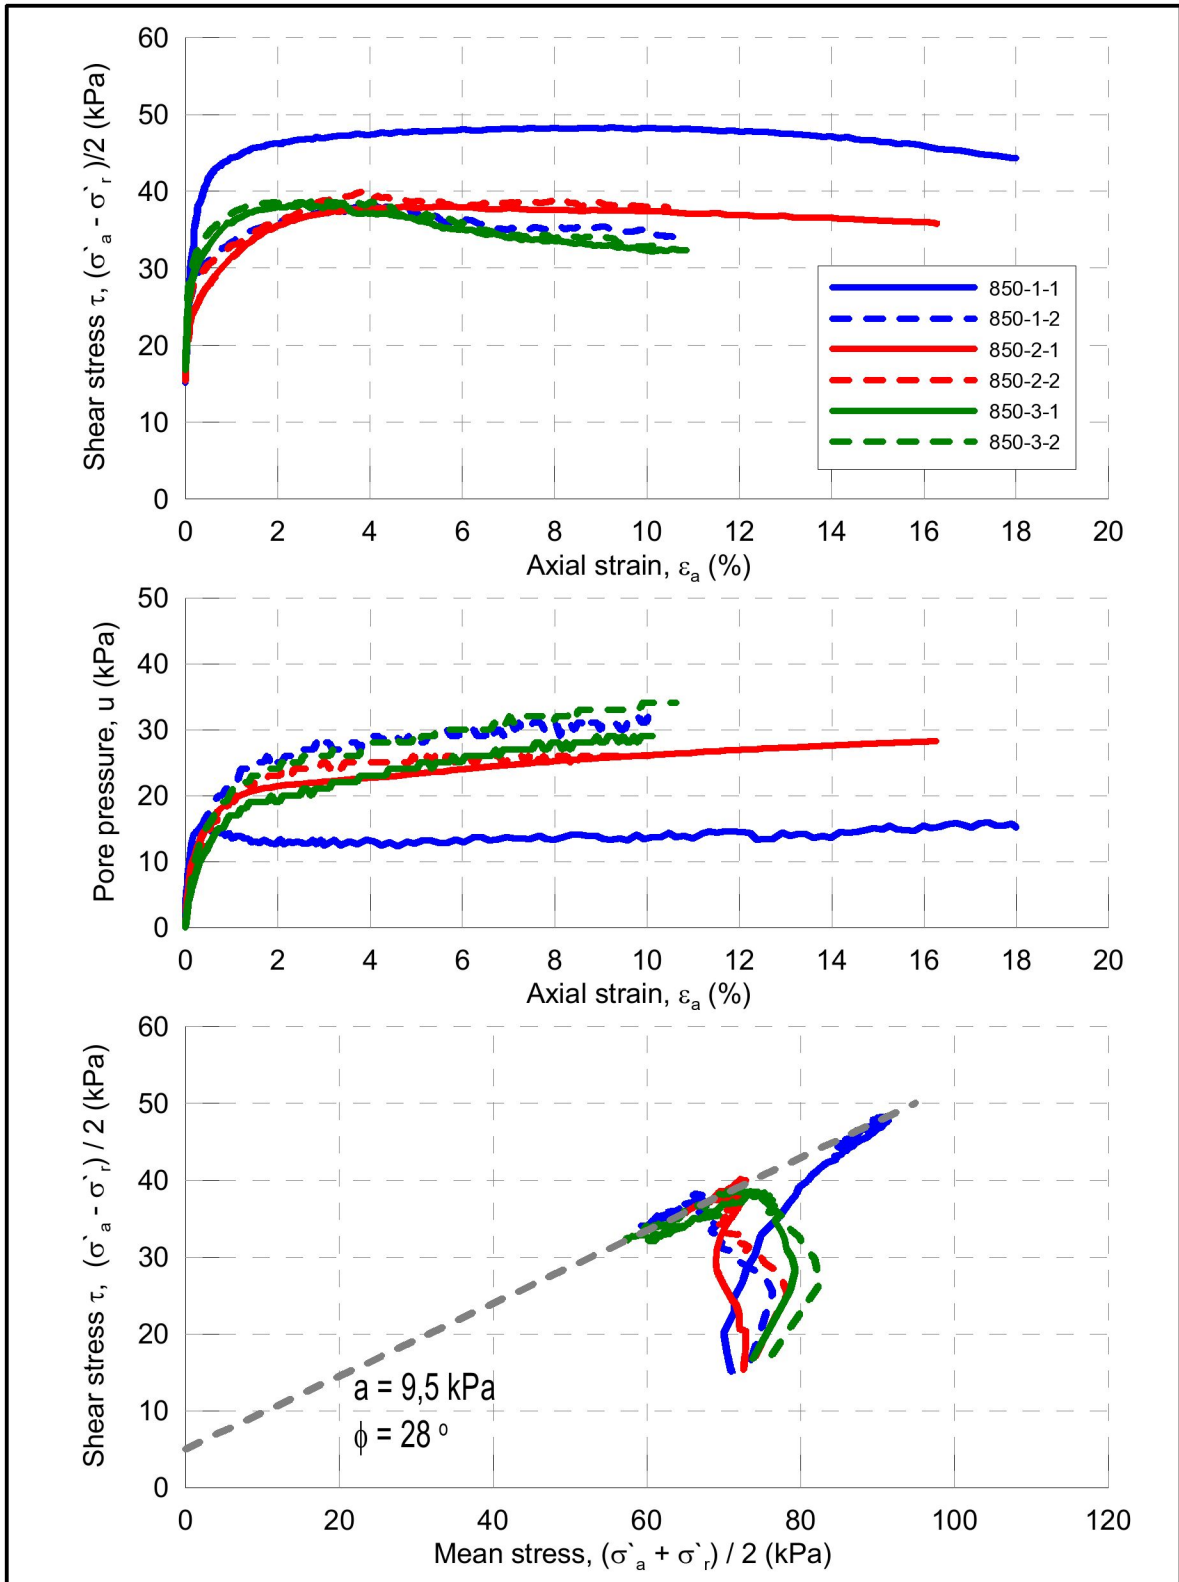 60
50
40
30
20
10
0
Shear stress τ, (σ`a - σ`r )/2 (kPa)
850-1-1
850-1-2
850-2-1
850-2-2
850-3-1
850-3-2
0 2 4 6 8 10 12 14 16 18 20
Axial strain, εa (%)
50
40
30
20
10
0
Pore pressure, u (kPa)
0 2 4 6 8 10 12 14 16 18 20
Axial strain, εa (%)
60
50
40
30
20
10
0
Shear stress τ, (σ`a - σ`r) / 2 (kPa)
a = 9,5 kPa
ϕ = 28 º
0 20 40 60 80 100 120
Mean stress, (σ`a + σ`r) / 2 (kPa)